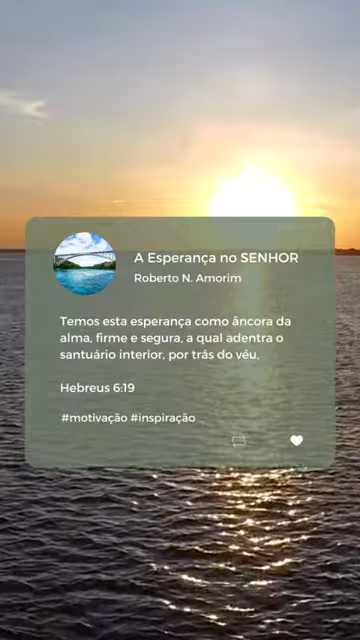 A Esperança no SENHOR
Roberto N. Amorim
Temos esta esperança como âncora da
alma, firme e segura, a qual adentra o
santuário interior, por trás do véu,
Hebreus 6:19
#motivação #inspiração